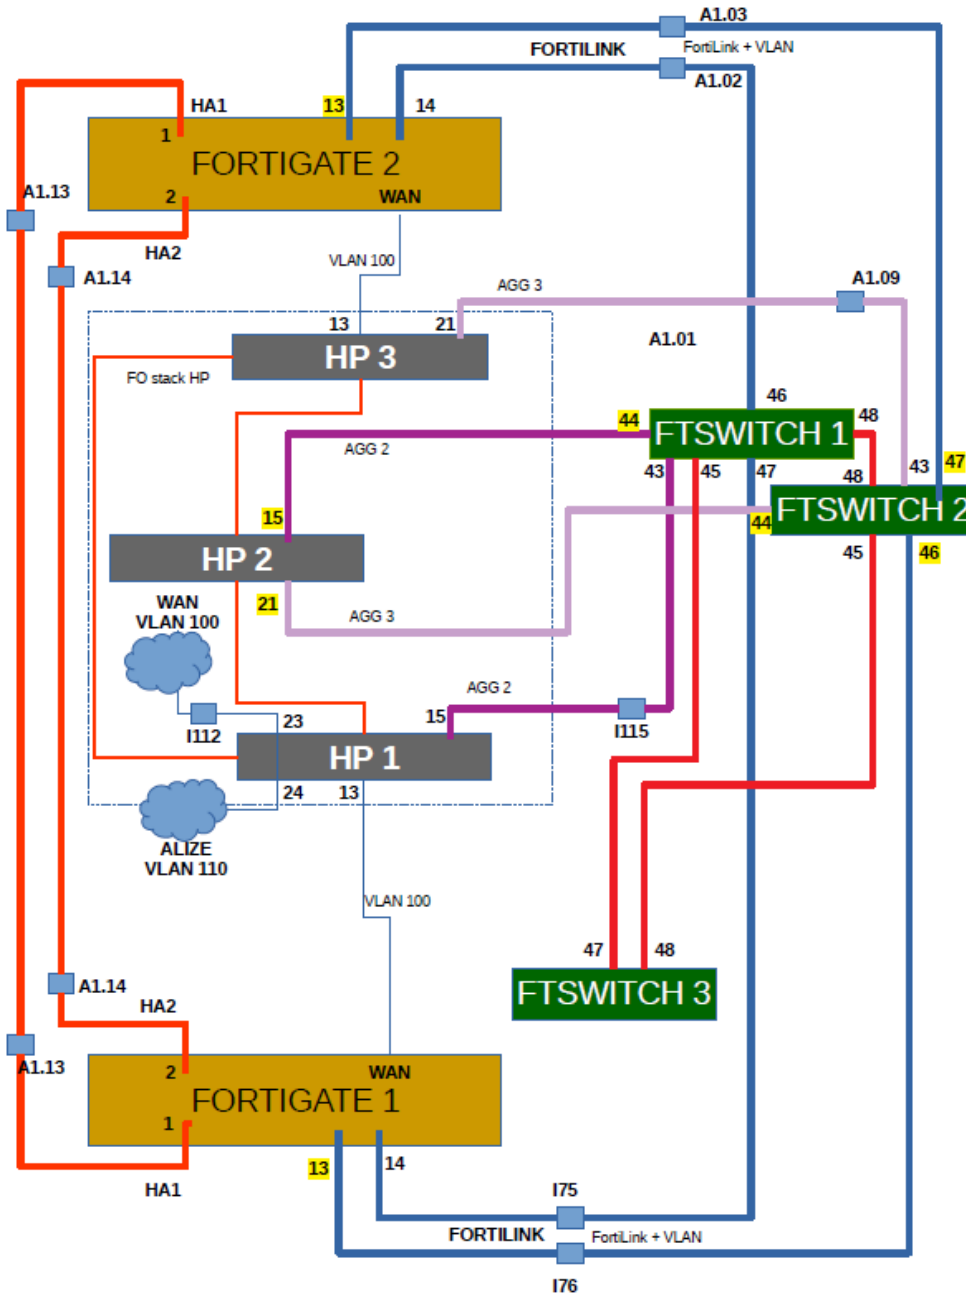 A1.03
FORTILINK
FortiLink + VLAN
A1.02
HA1
13
14
1
FORTIGATE 2
A1.13
2
WAN
HA2
VLAN 100
A1.14
AGG 3
A1.09
13
21
A1.01
HP 3
FO stack HP
46
44
48
FTSWITCH 1
AGG 2
43
45
47
48
43
47
FTSWITCH 2
15
44
45
46
HP 2
WAN
VLAN 100
21
AGG 3
AGG 2
I112
23
15
I115
HP 1
24
13
ALIZE
VLAN 110
VLAN 100
47
48
FTSWITCH 3
A1.14
HA2
A1.13
2
WAN
FORTIGATE 1
1
13
14
HA1
I75
FORTILINK
FortiLink + VLAN
I76